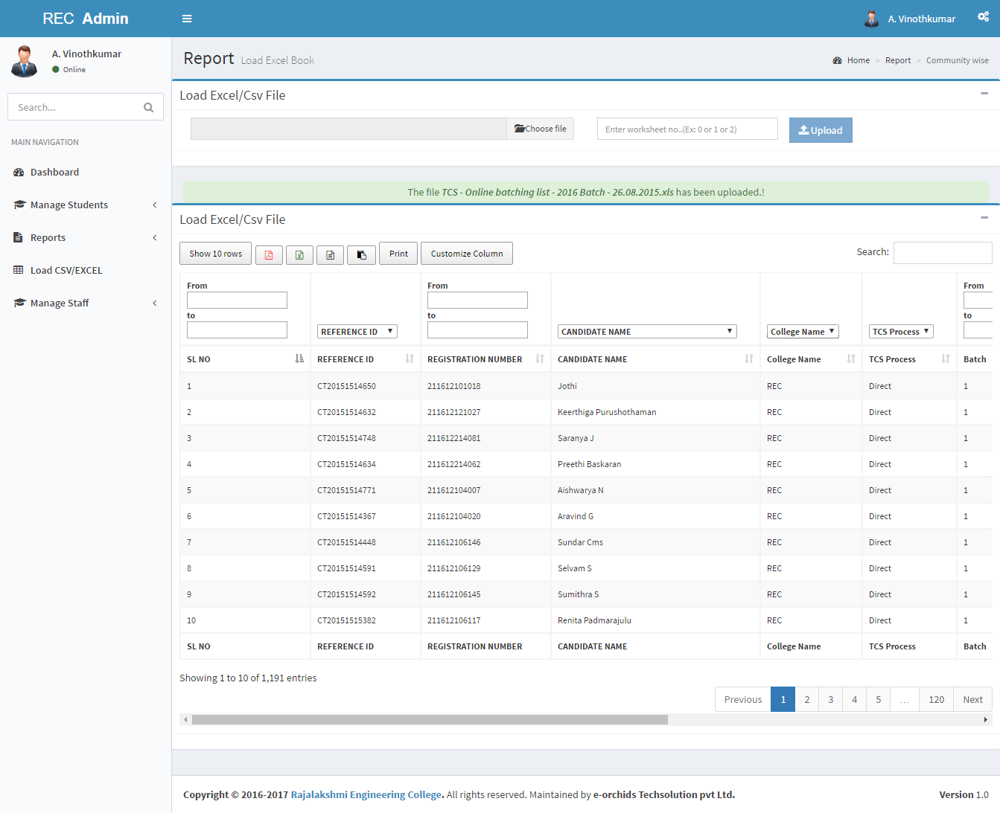 REC Admin
A. Vinothkumar
A. Vinothkumar
Online
Search...
MAIN NAVIGATION
Dashboard
Manage Students
Reports
Load CSV/EXCEL
Manage Staff
Report Load Excel Book
Home > Report > Community wise
Load Excel/Csv File
Choose file
Enter worksheet no..(Ex: 0 or 1 or 2)
Upload
The file TCS - Online batching list - 2016 Batch - 26.08.2015.xls has been uploaded.!
Load Excel/Csv File
Show 10 rows Print Customize Column Search:
From From From
to to to
REFERENCE ID CANDIDATE NAME College Name TCS Process
SL NO REFERENCE ID REGISTRATION NUMBER CANDIDATE NAME College Name TCS Process Batch
1 CT20151514650 211612101018 Jothi REC Direct 1
2 CT20151514632 211612121027 Keerthiga Purushothaman REC Direct 1
3 CT20151514748 211612214081 Saranya J REC Direct 1
4 CT20151514634 211612214062 Preethi Baskaran REC Direct 1
5 CT20151514771 211612104007 Aishwarya N REC Direct 1
6 CT20151514367 211612104020 Aravind G REC Direct 1
7 CT20151514448 211612106146 Sundar Cms REC Direct 1
8 CT20151514591 211612106129 Selvam S REC Direct 1
9 CT20151514592 211612106145 Sumithra S REC Direct 1
10 CT20151515382 211612106117 Renita Padmarajulu REC Direct 1
SL NO REFERENCE ID REGISTRATION NUMBER CANDIDATE NAME College Name TCS Process Batch
Showing 1 to 10 of 1,191 entries
Previous 1 2 3 4 5 … 120 Next
Copyright © 2016-2017 Rajalakshmi Engineering College. All rights reserved. Maintained by e-orchids Techsolution pvt Ltd.
Version 1.0